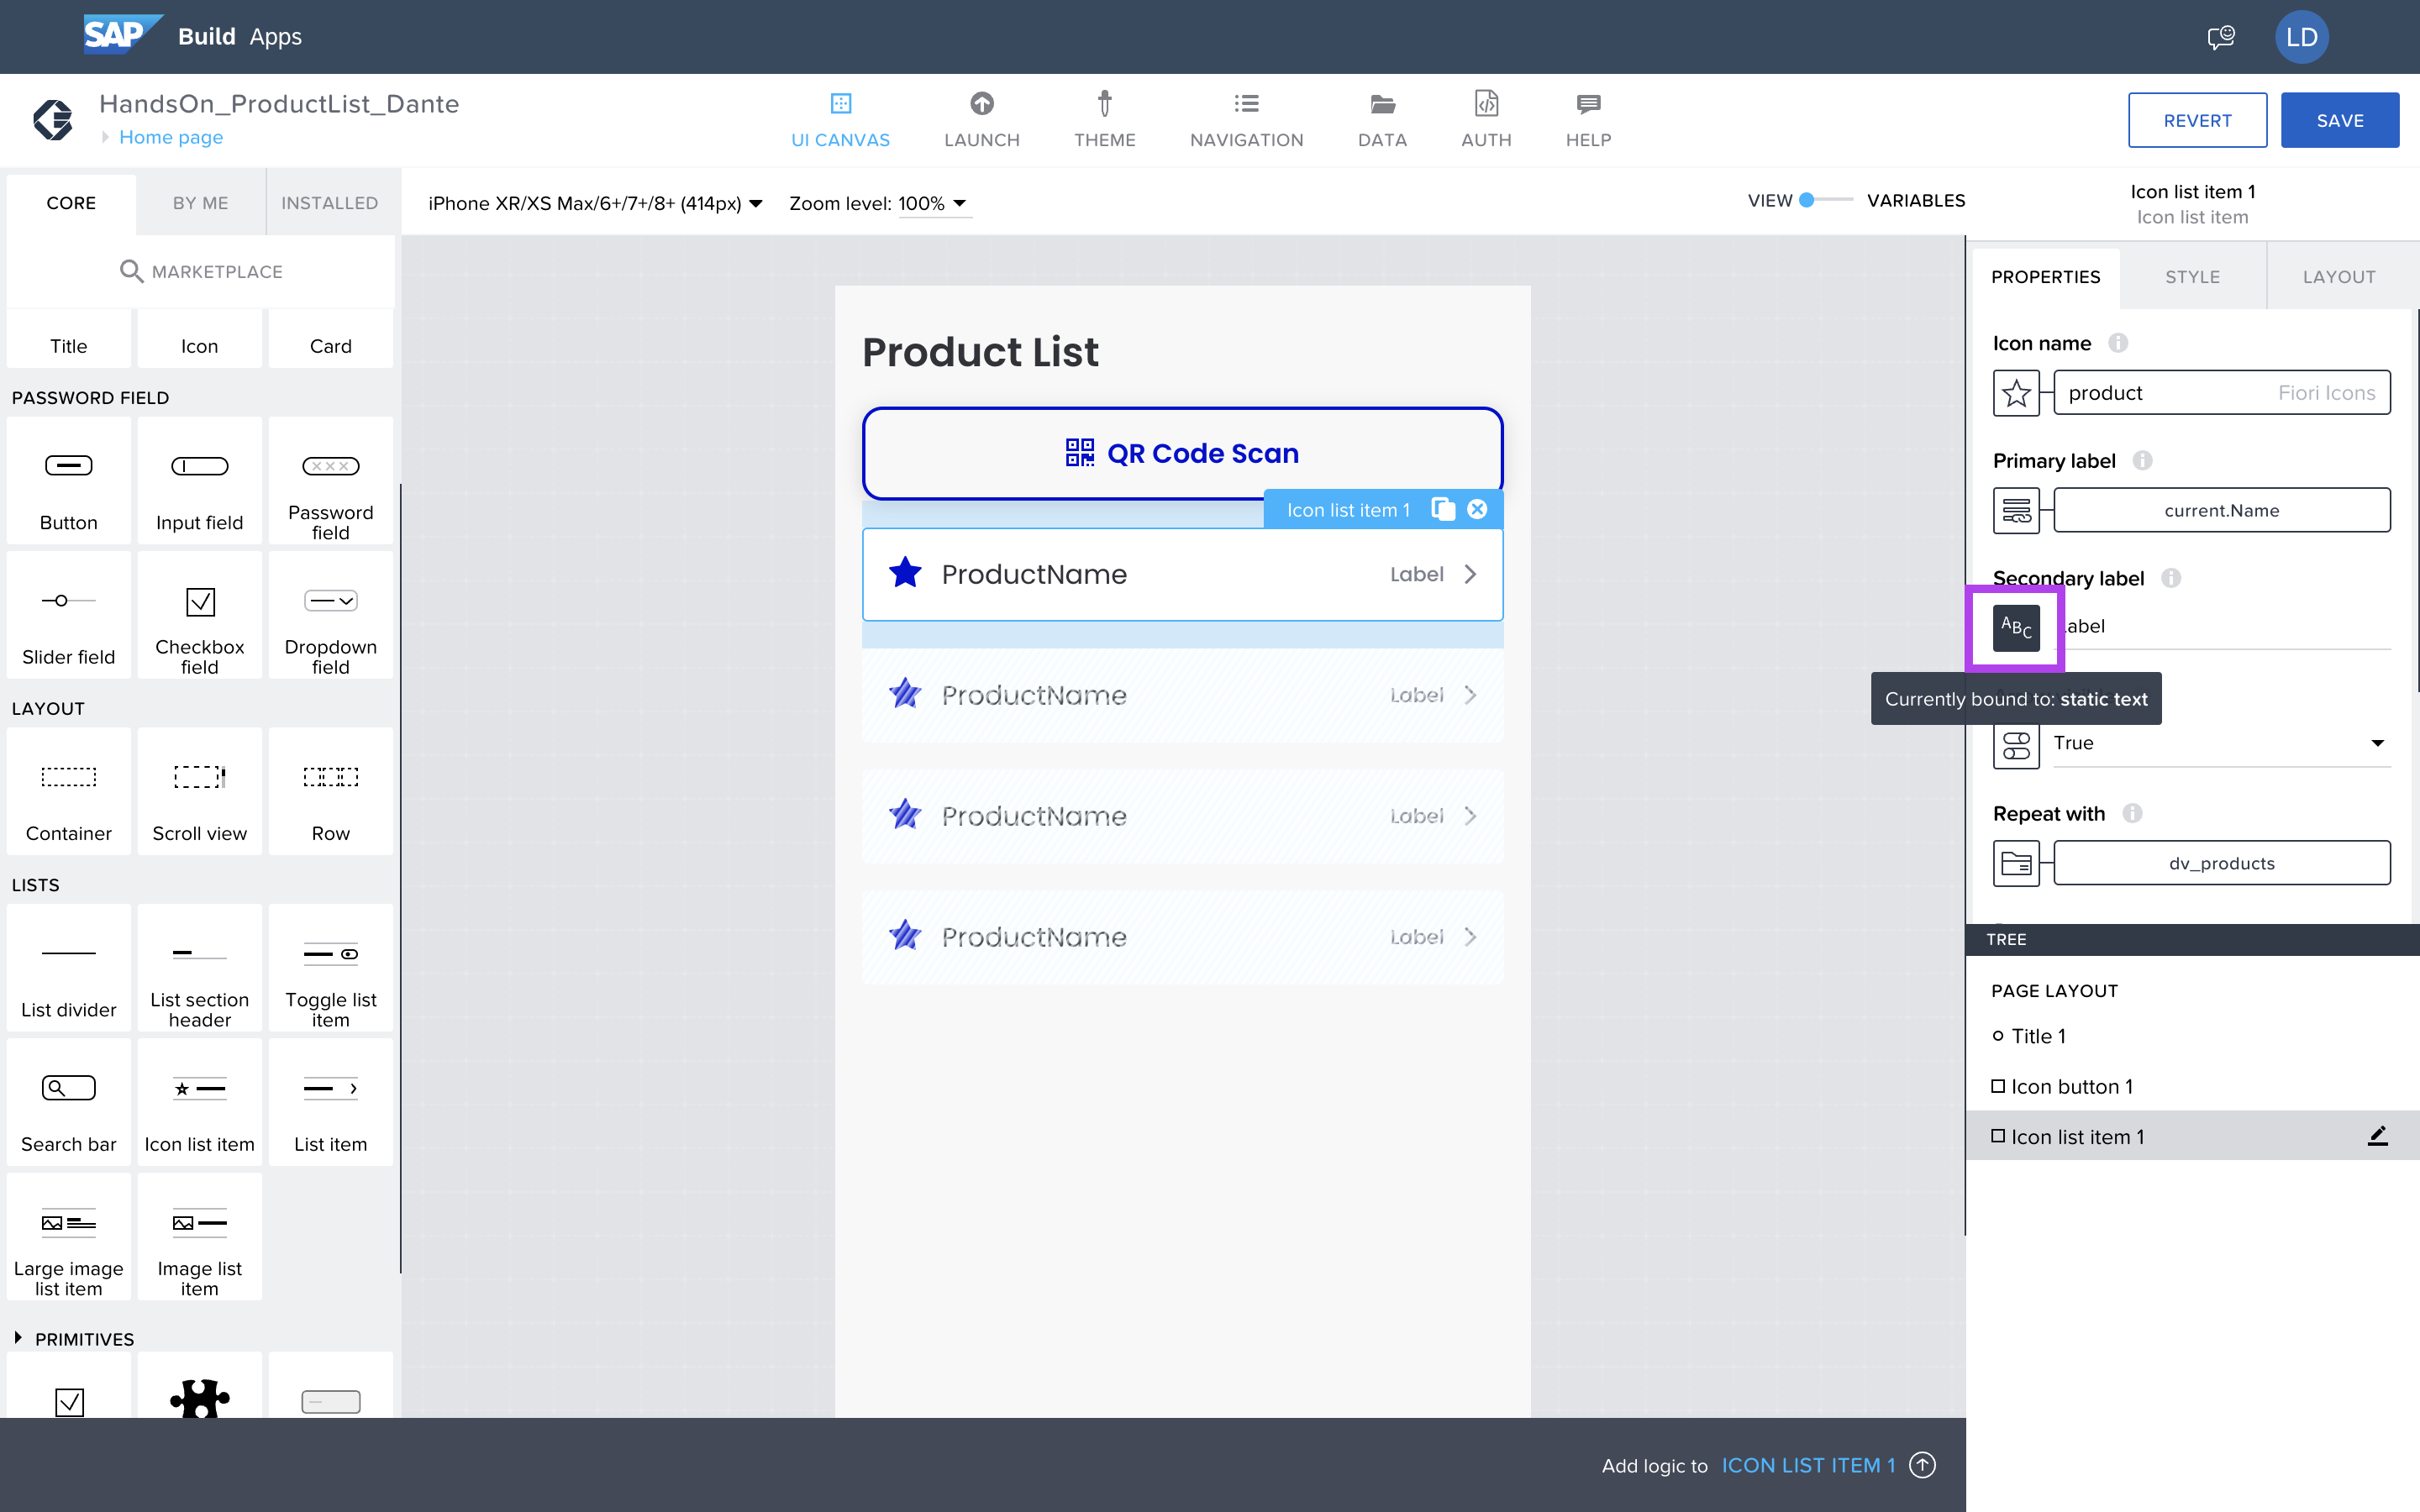 SAP Build Apps
LD
HandsOn_ProductList_Dante
Home page
UI CANVAS
LAUNCH
THEME
NAVIGATION
DATA
AUTH
HELP
REVERT
SAVE
CORE
BY ME
INSTALLED
MARKETPLACE
Title
Icon
Card
PASSWORD FIELD
Button
Input field
Password
field
Slider field
Checkbox
field
Dropdown
field
LAYOUT
Container
Scroll view
Row
LISTS
List divider
List section
header
Toggle list
item
Search bar
Icon list item
List item
Large image
list item
Image list
item
PRIMITIVES
iPhone XR/XS Max/6+/7+/8+ (414px)
Zoom level: 100%
VIEW
VARIABLES
Product List
QR Code Scan
Icon list item 1
ProductName
Label
ProductName
Label
ProductName
Label
ProductName
Label
Add logic to ICON LIST ITEM 1
Icon list item 1
Icon list item
PROPERTIES
STYLE
LAYOUT
Icon name
product
Fiori Icons
Primary label
current.Name
Secondary label
ABC
Label
Currently bound to: static text
True
Repeat with
dv_products
TREE
PAGE LAYOUT
Title 1
Icon button 1
Icon list item 1